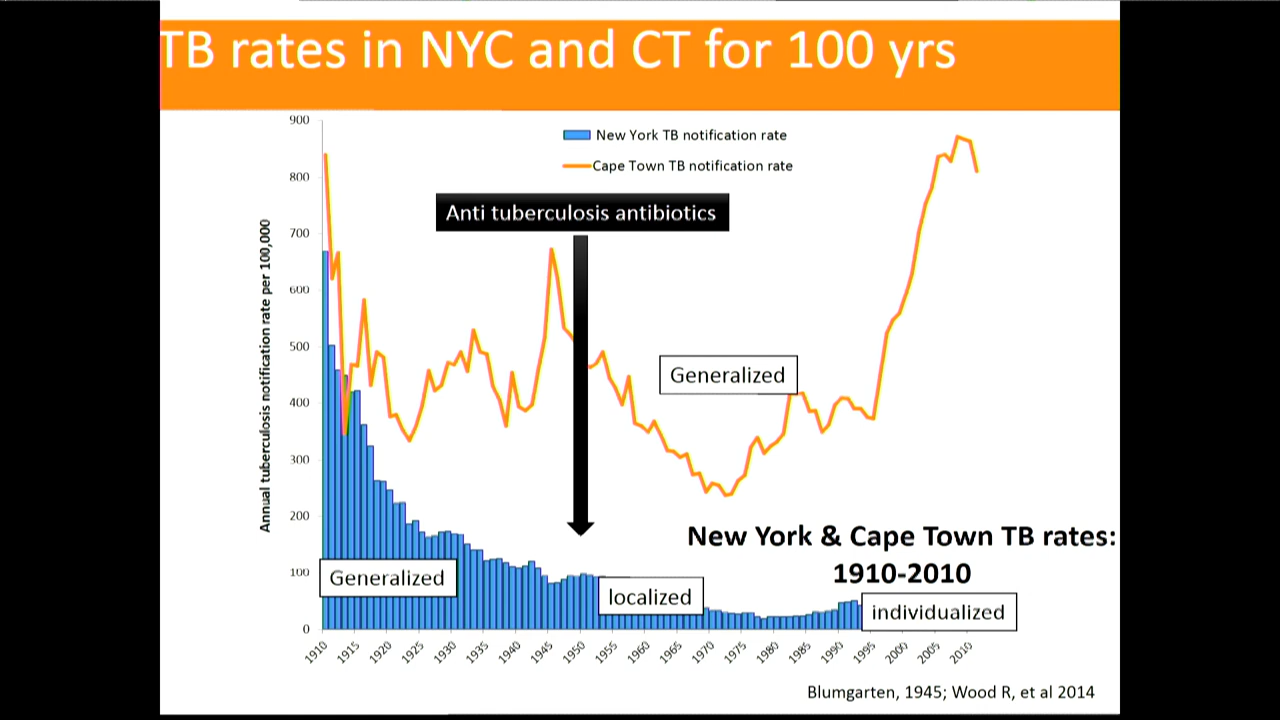 TB rates in NYC and CT for 100 yrs
900
800
700
600
500
400
300
200
100
0
Annual tuberculosis notification rate per 100,000
New York TB notification rate
Cape Town TB notification rate
Anti tuberculosis antibiotics
Generalized
New York & Cape Town TB rates:
1910-2010
Generalized
localized
individualized
1910
1915
1920
1925
1930
1935
1940
1945
1950
1955
1960
1965
1970
1975
1980
1985
1990
1995
2000
2005
2010
Blumgarten, 1945; Wood R, et al 2014